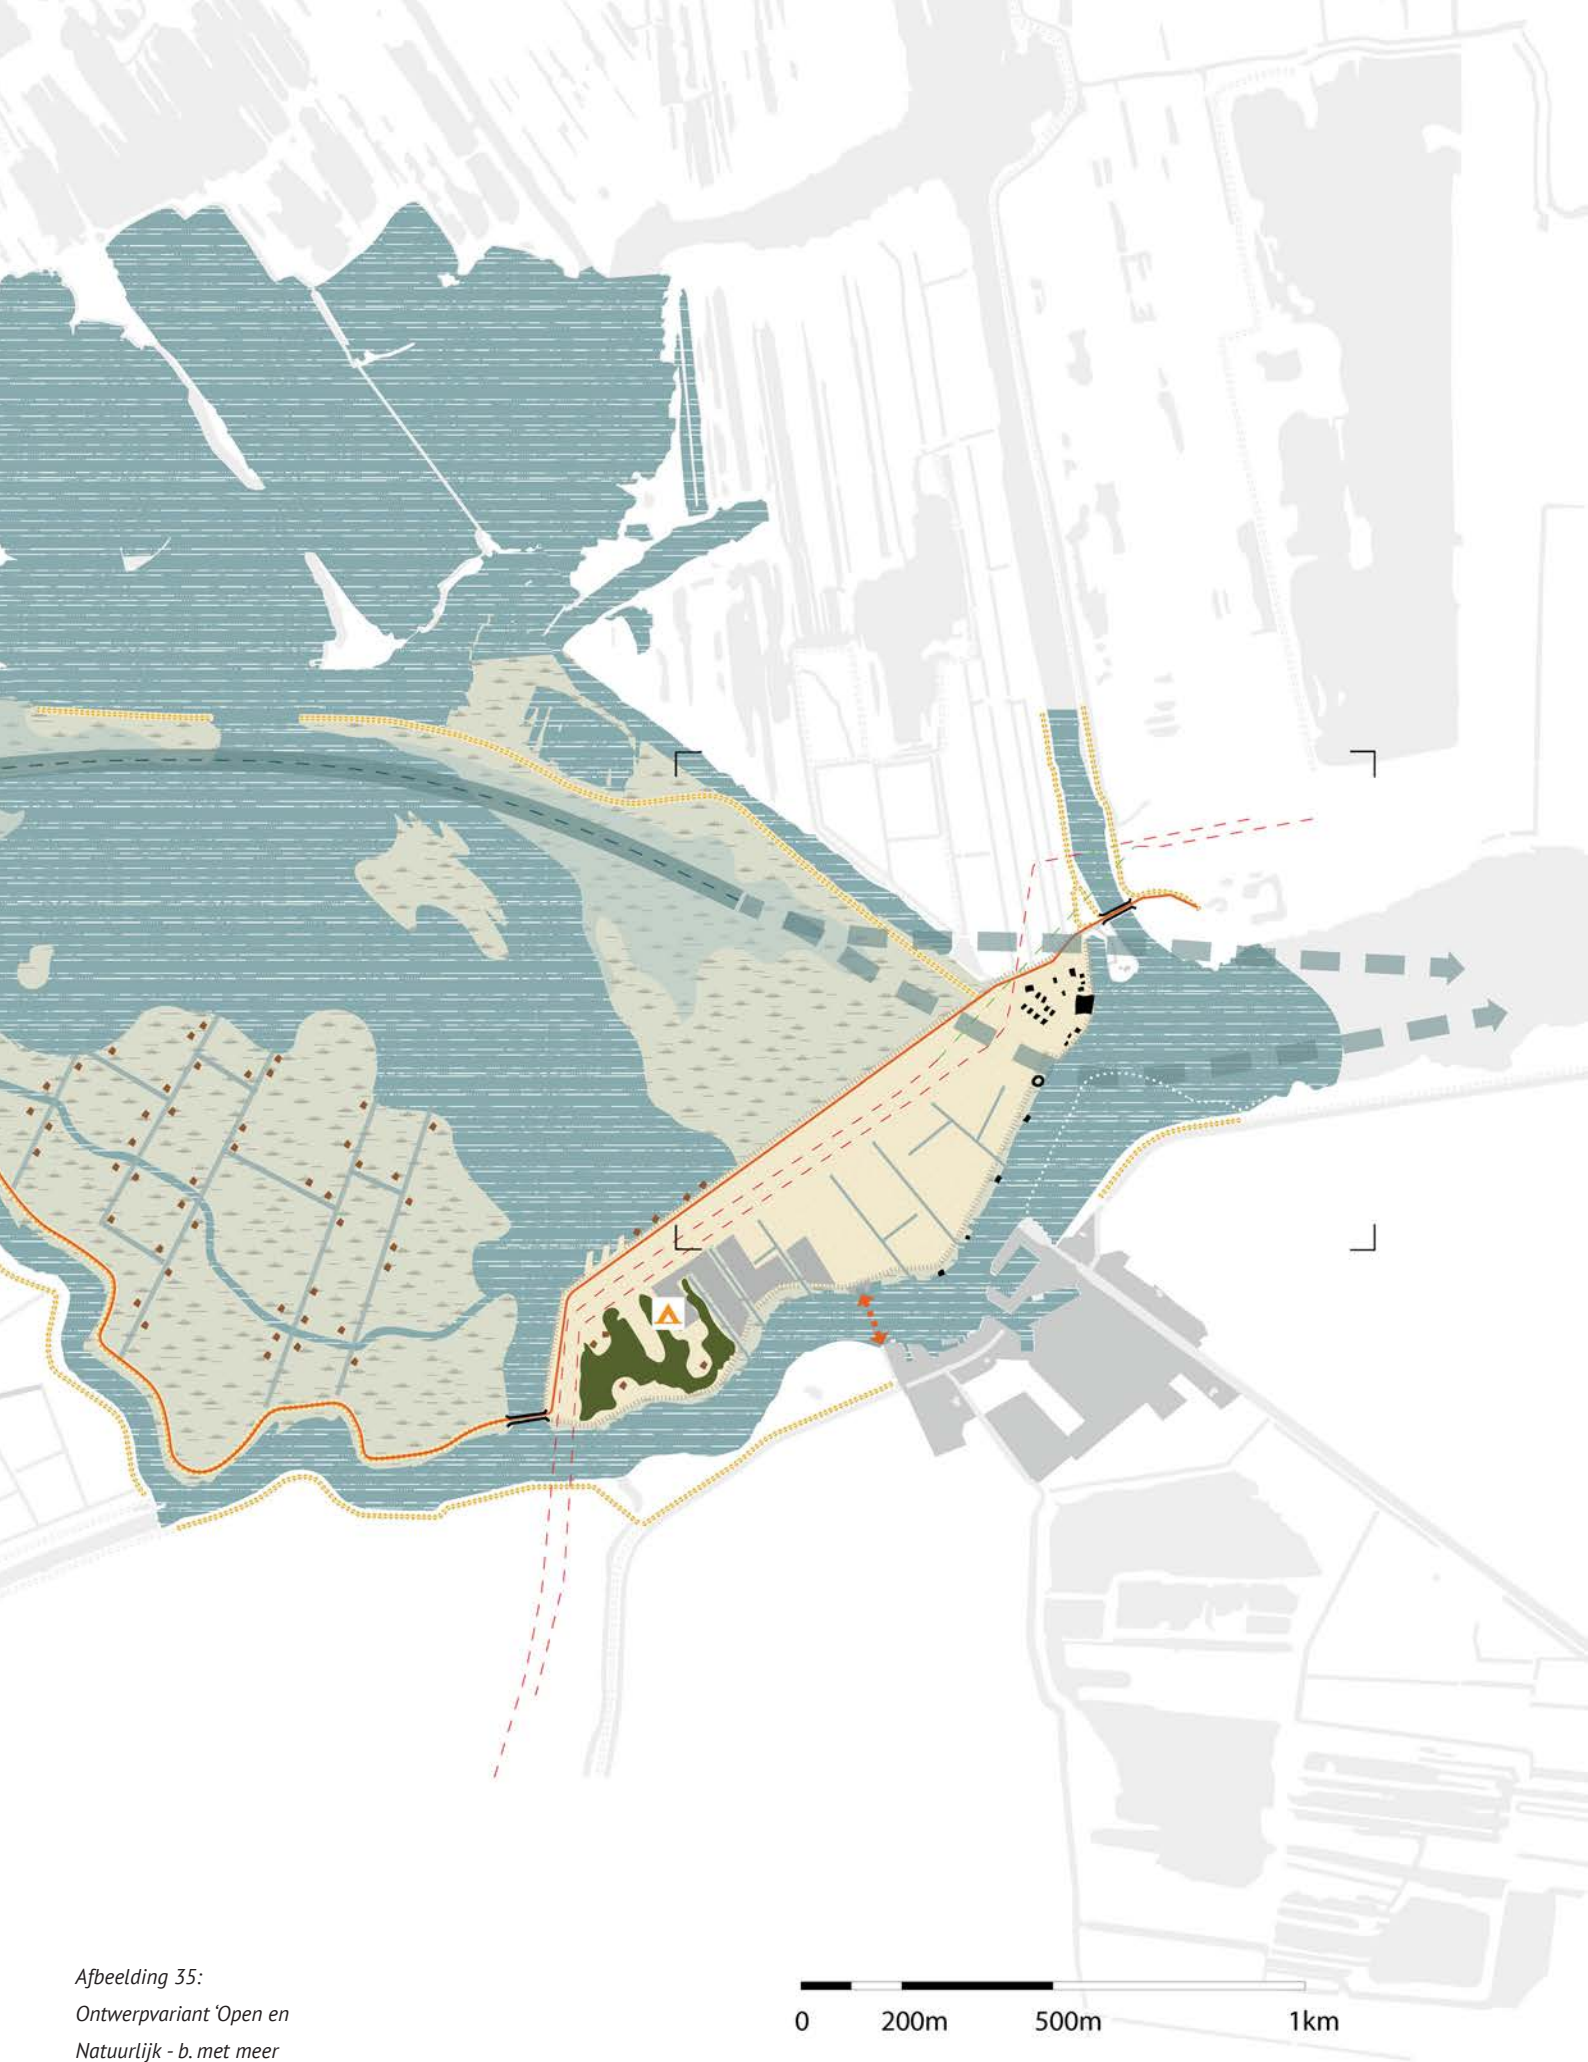 Afbeelding 35:
Ontwerpvariant ‘Open en
Natuurlijk - b. met meer
0 200m 500m 1km